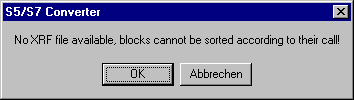 S5/S7 Converter
No XRF file available, blocks cannot be sorted according to their call!
OK
Abbrechen